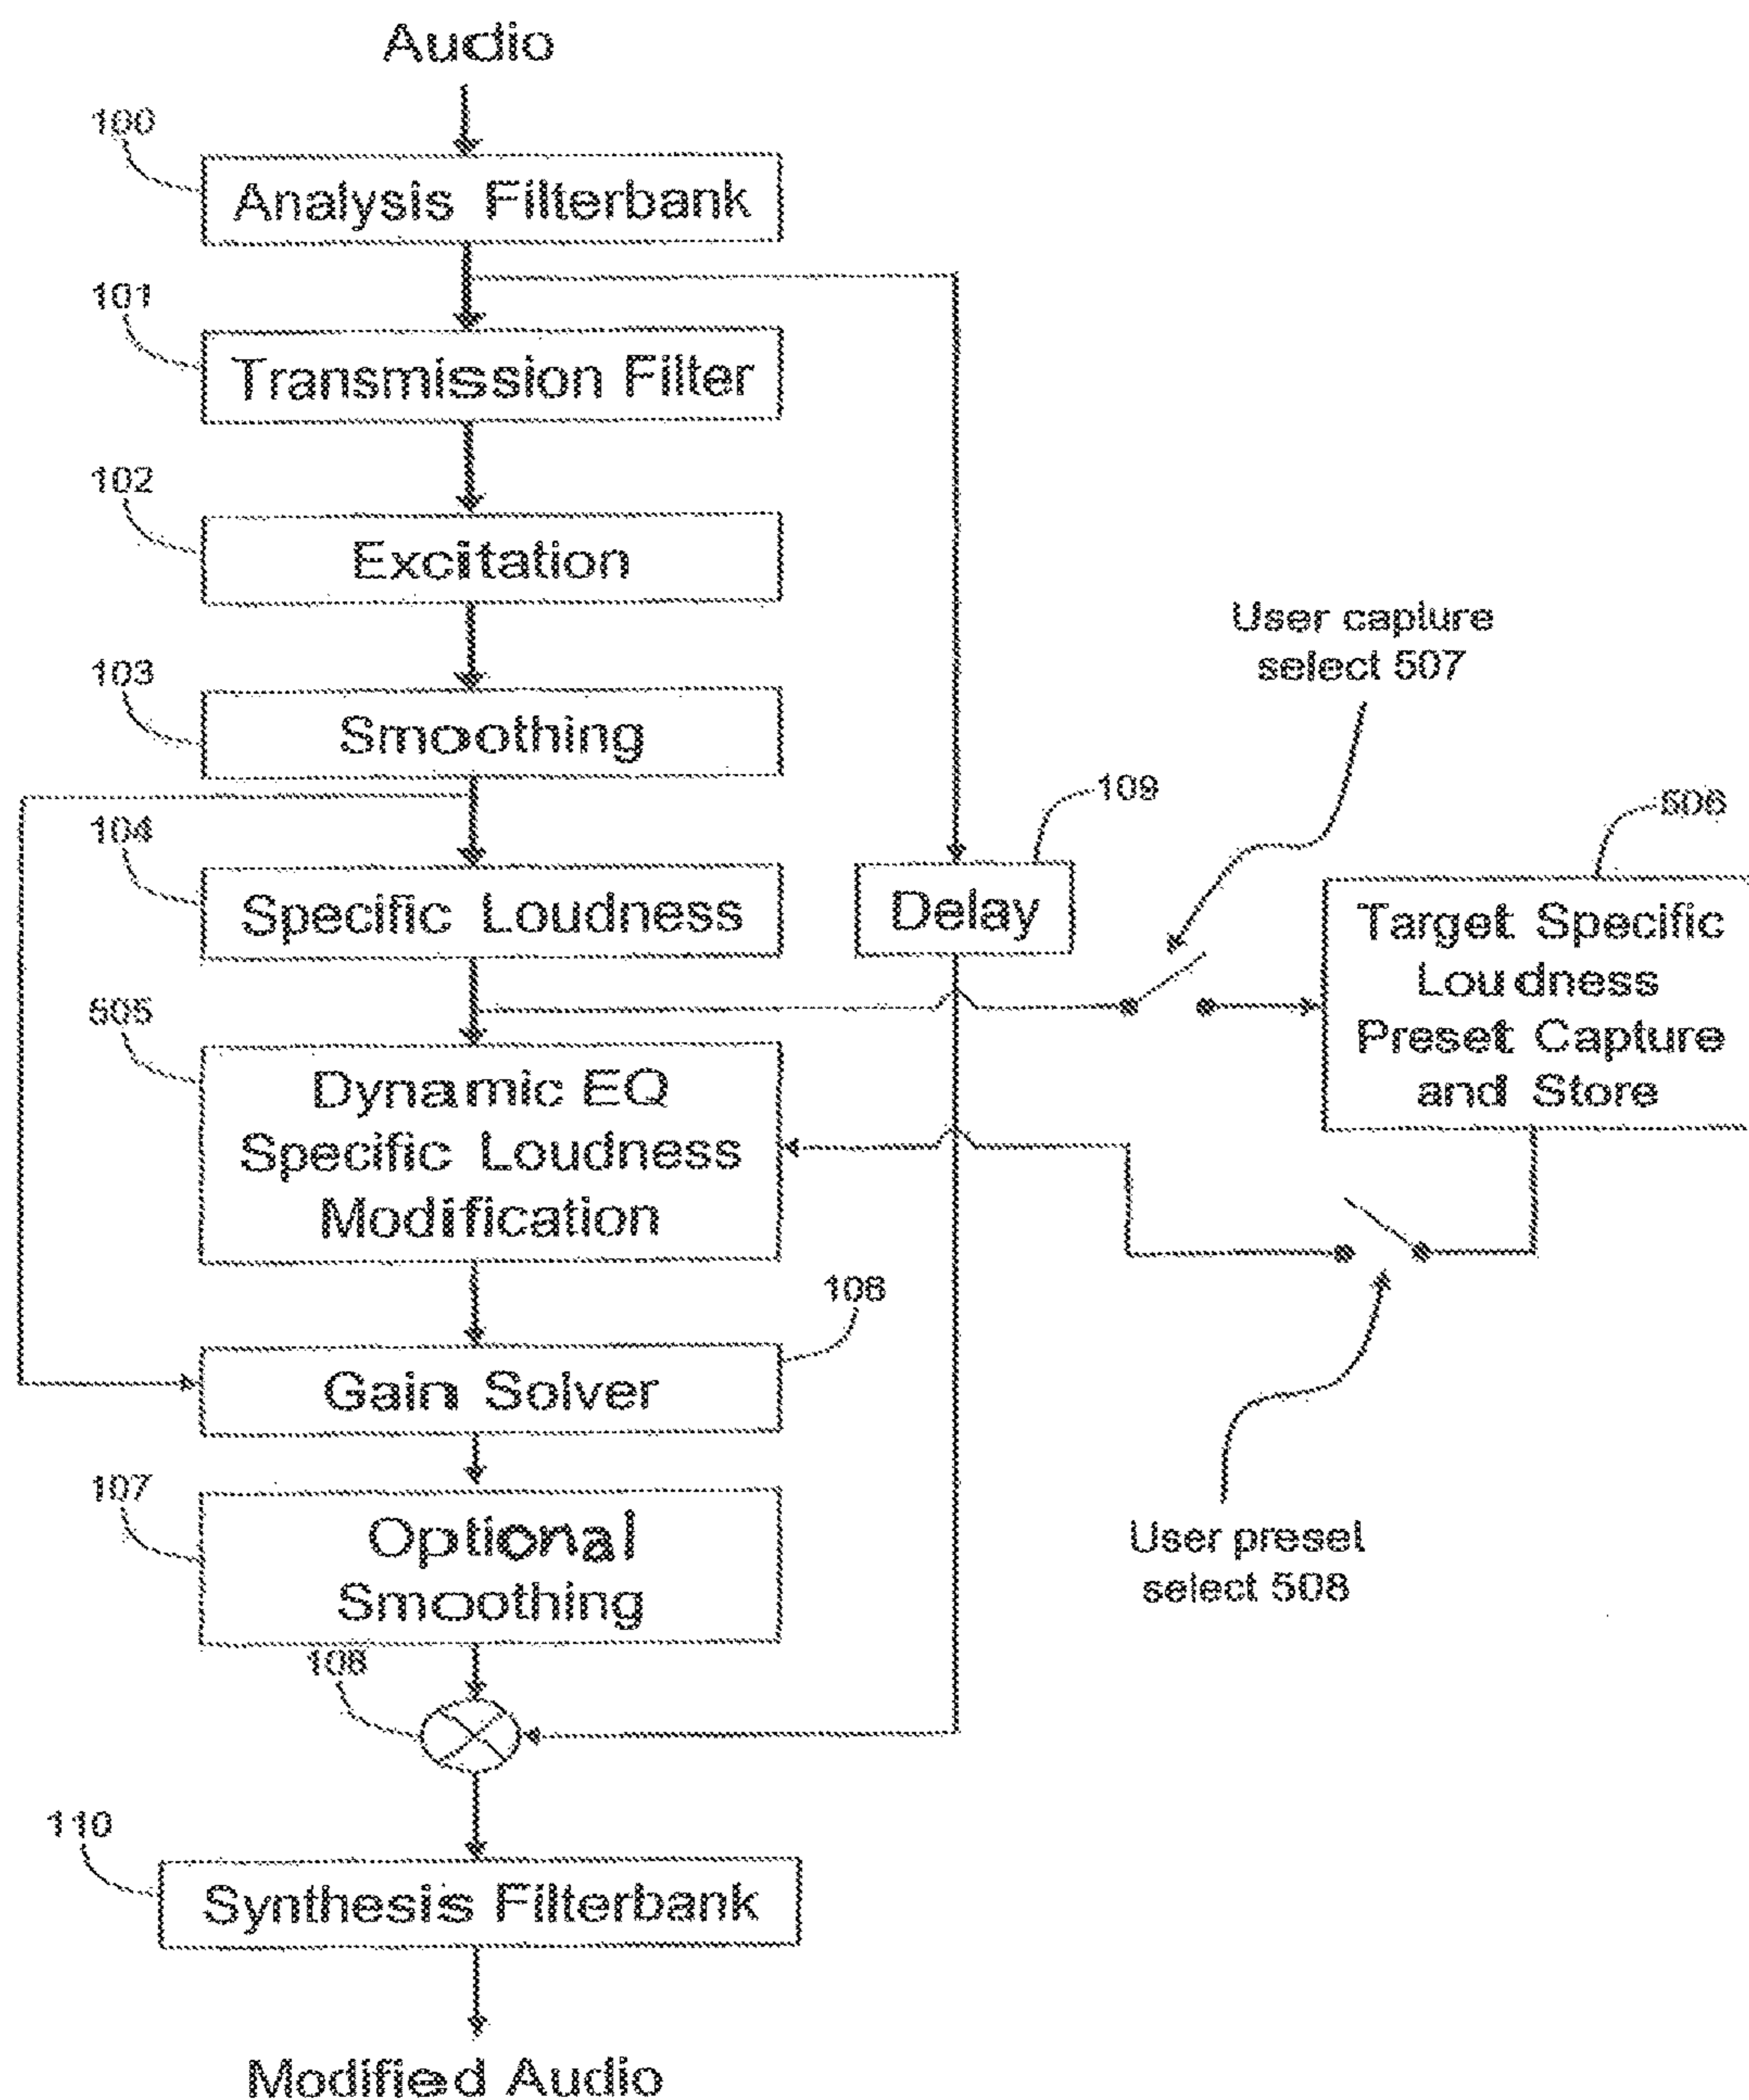 Audio
100
Analysis Filterbank
101
Transmission Filter
102
Excitation
103
Smoothing
104
Specific Loudness
109
Delay
User capture
select 507
506
Target Specific
Loudness
Preset Capture
and Store
505
Dynamic EQ
Specific Loudness
Modification
106
Gain Solver
107
Optional
Smoothing
User preset
select 508
108
110
Synthesis Filterbank
Modified Audio